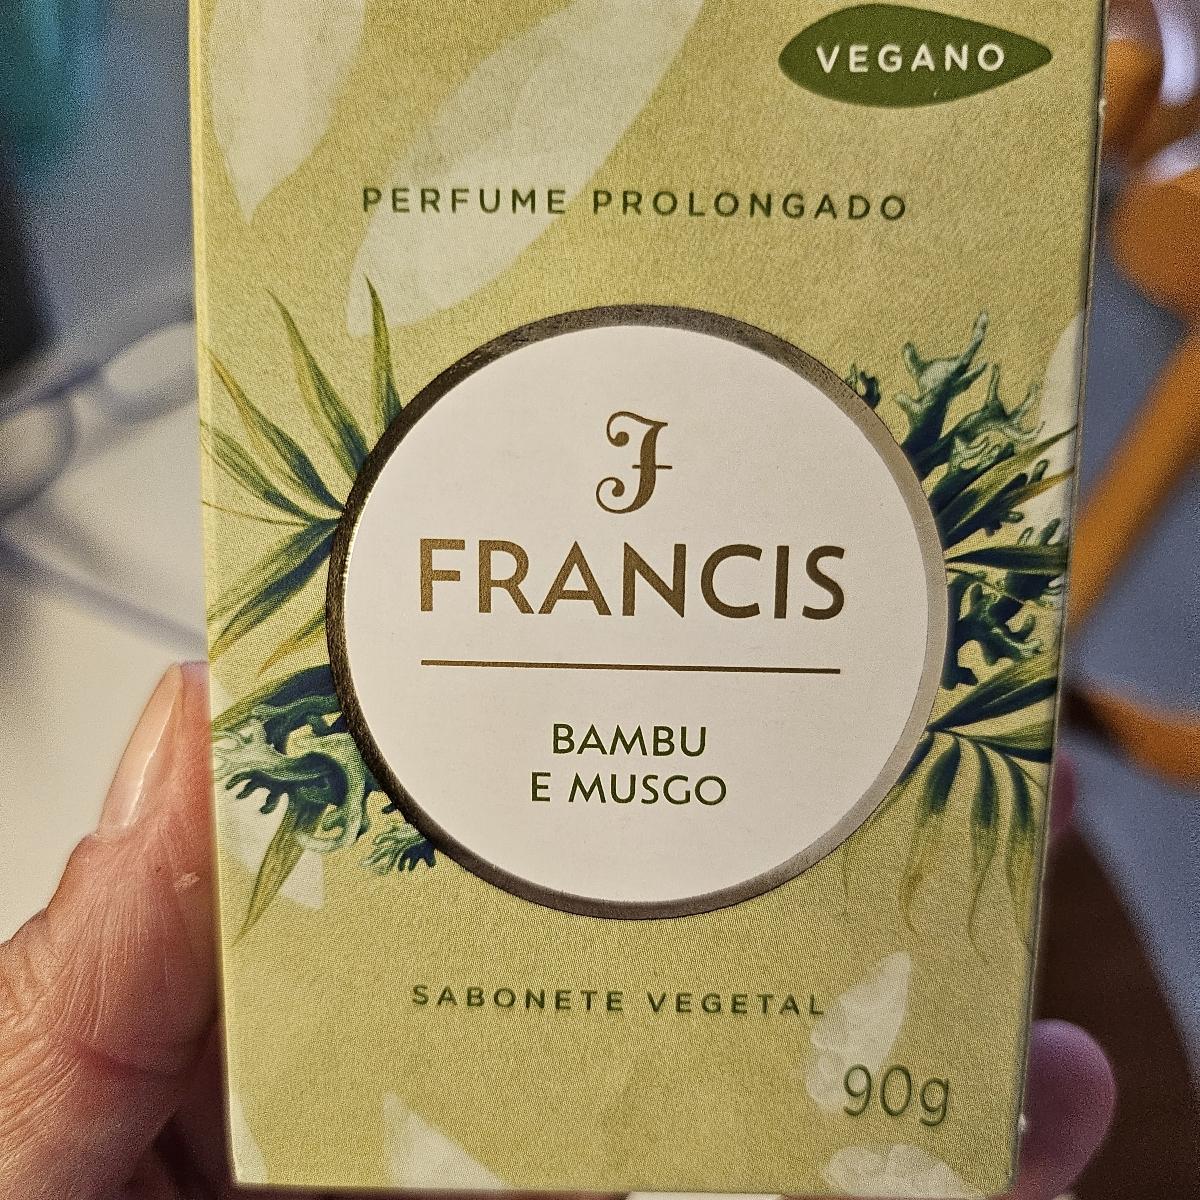 VEGANO
PERFUME PROLONGADO
F
FRANCIS
BAMBU
E MUSGO
SABONETE VEGETAL
90g